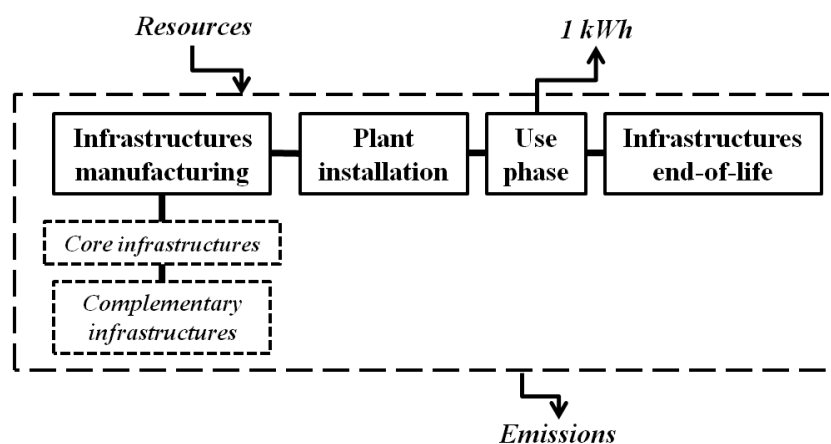 Resources
1 kWh
Infrastructures
manufacturing
Plant
installation
Use
phase
Infrastructures
end-of-life
Core infrastructures
Complementary
infrastructures
Emissions